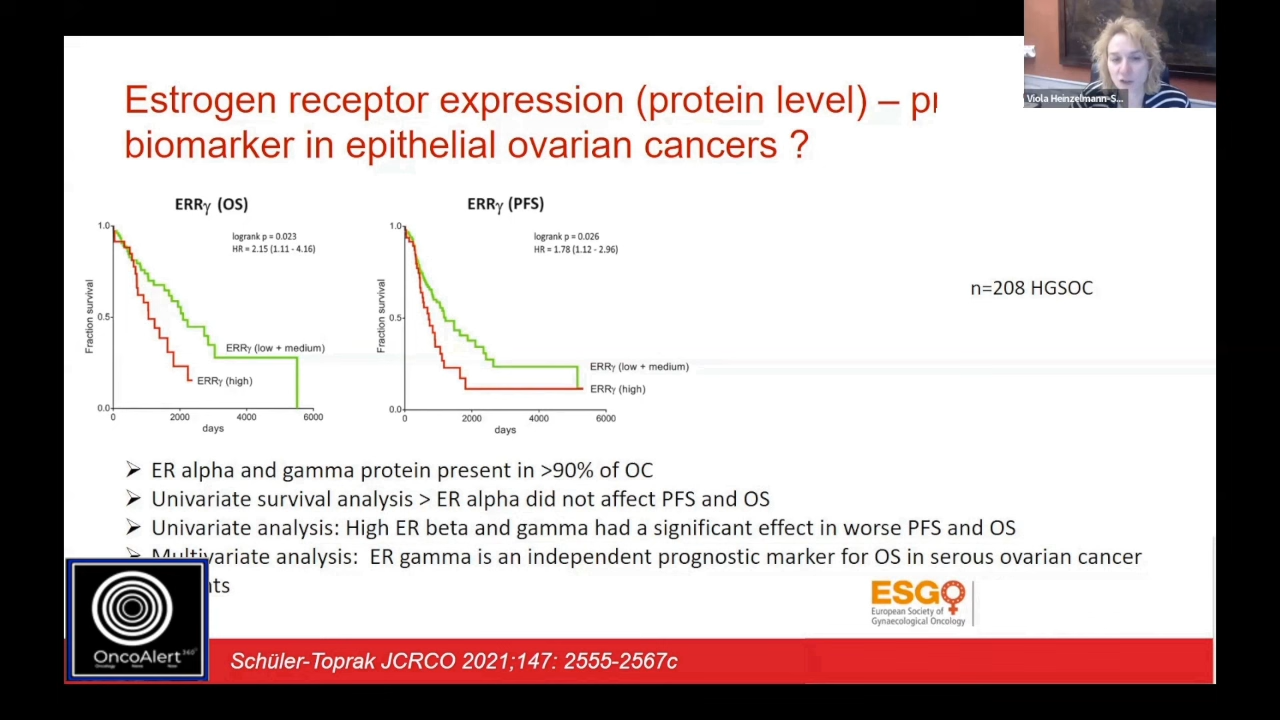 Viola Heinzelmann-S...
Estrogen receptor expression (protein level) –
biomarker in epithelial ovarian cancers ?
ERRγ (OS)
logrank p = 0.023
HR = 2.15 (1.11 - 4.16)
Fraction survival
1.0
0.5
0.0
ERRγ (low + medium)
ERRγ (high)
0 2000 4000 6000
days
ERRγ (PFS)
logrank p = 0.026
HR = 1.78 (1.12 - 2.96)
Fraction survival
1.0
0.5
0.0
ERRγ (low + medium)
ERRγ (high)
0 2000 4000 6000
days
n=208 HGSOC
➢ ER alpha and gamma protein present in >90% of OC
➢ Univariate survival analysis > ER alpha did not affect PFS and OS
➢ Univariate analysis: High ER beta and gamma had a significant effect in worse PFS and OS
➢ Multivariate analysis: ER gamma is an independent prognostic marker for OS in serous ovarian cancer
nts
ESGO
European Society of
Gynaecological Oncology
OncoAlert 360°
Oncology News Now
Schüler-Toprak JCRCO 2021;147: 2555-2567c